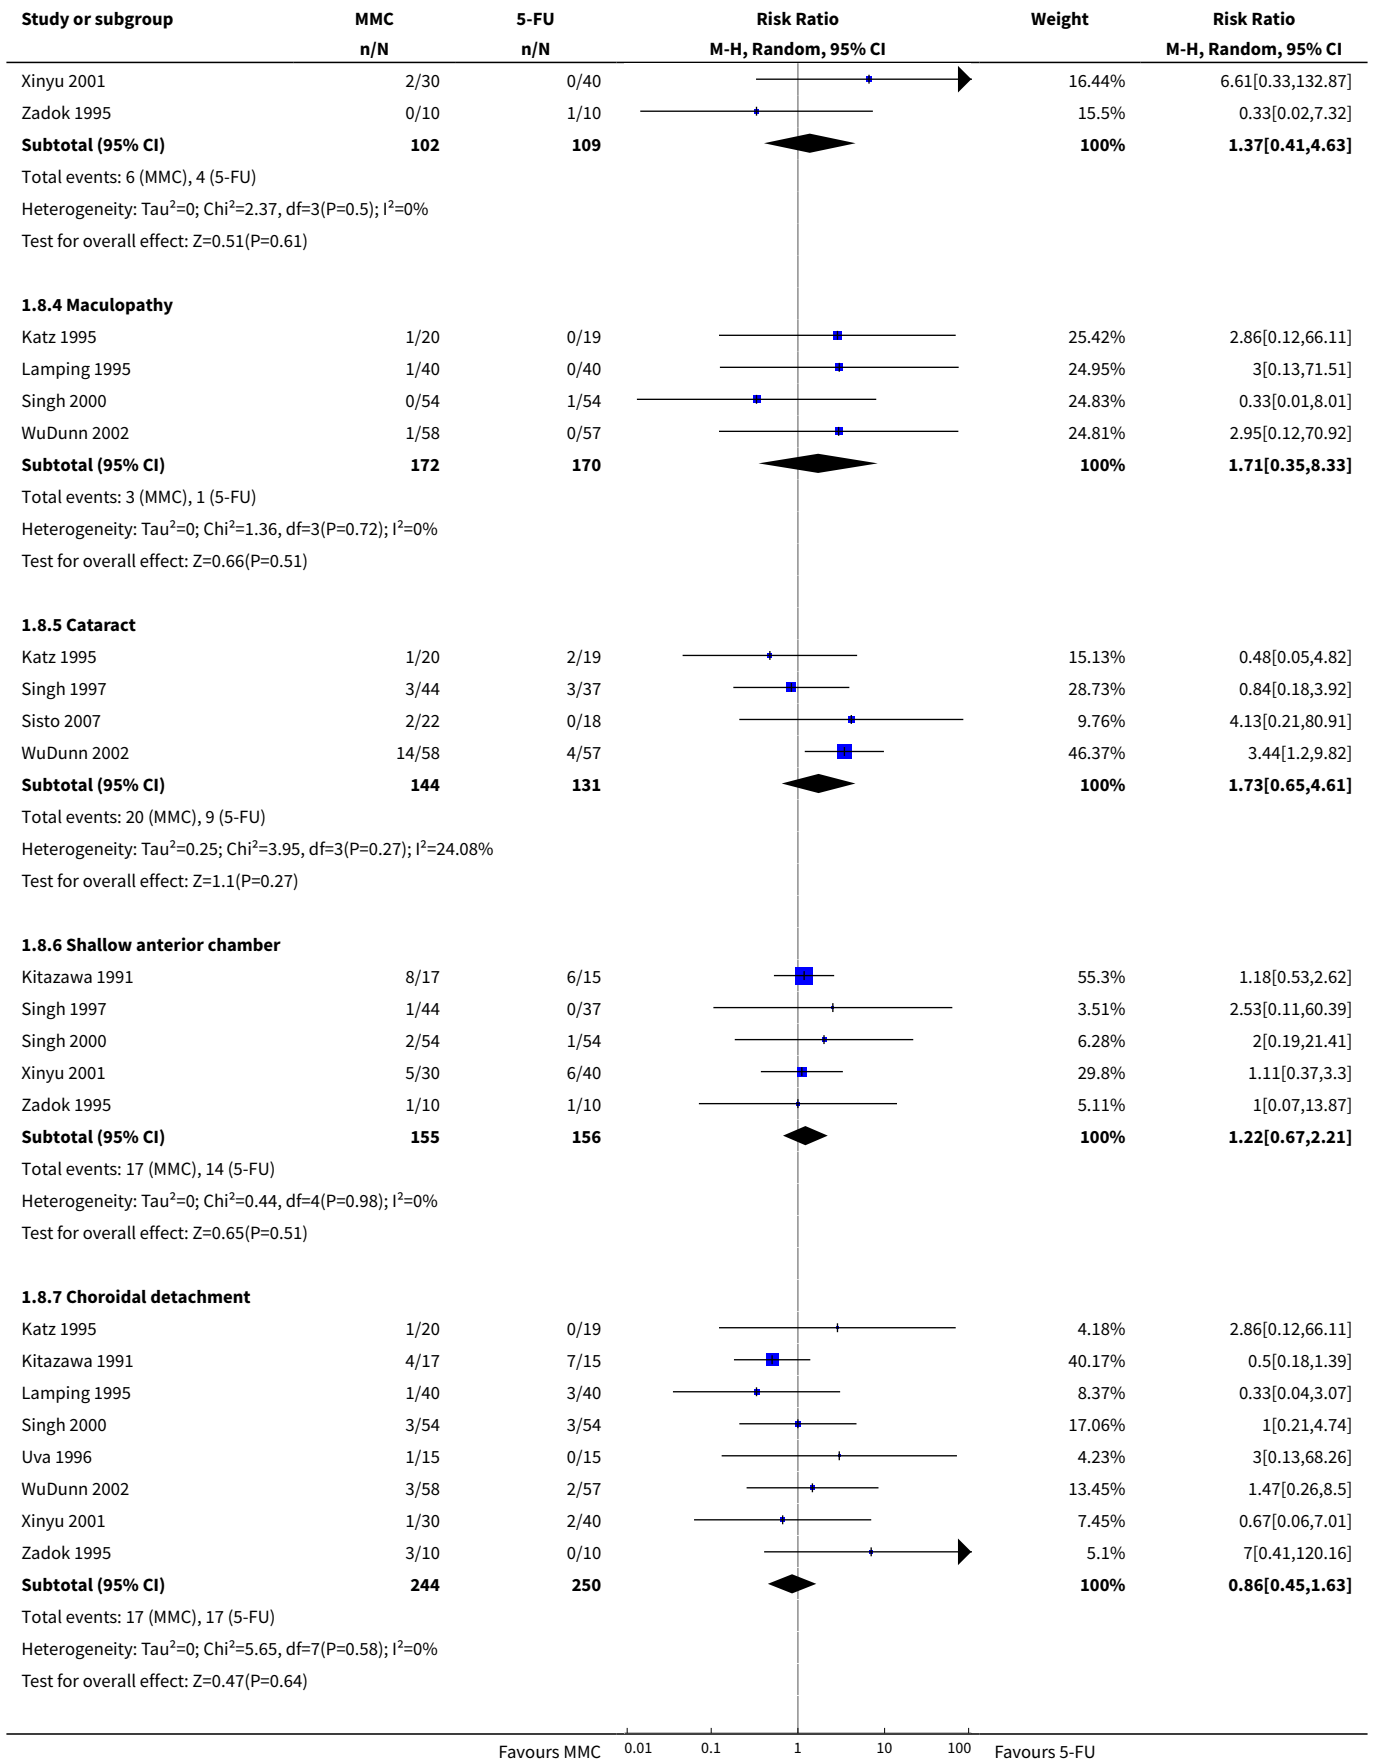 Study or subgroup MMC 5-FU Risk Ratio Weight Risk Ratio
n/N n/N M-H, Random, 95% CI M-H, Random, 95% CI
Xinyu 2001 2/30 0/40 16.44% 6.61[0.33,132.87]
Zadok 1995 0/10 1/10 15.5% 0.33[0.02,7.32]
Subtotal (95% CI) 102 109 100% 1.37[0.41,4.63]
Total events: 6 (MMC), 4 (5-FU)
Heterogeneity: Tau²=0; Chi²=2.37, df=3(P=0.5); I²=0%
Test for overall effect: Z=0.51(P=0.61)
1.8.4 Maculopathy
Katz 1995 1/20 0/19 25.42% 2.86[0.12,66.11]
Lamping 1995 1/40 0/40 24.95% 3[0.13,71.51]
Singh 2000 0/54 1/54 24.83% 0.33[0.01,8.01]
WuDunn 2002 1/58 0/57 24.81% 2.95[0.12,70.92]
Subtotal (95% CI) 172 170 100% 1.71[0.35,8.33]
Total events: 3 (MMC), 1 (5-FU)
Heterogeneity: Tau²=0; Chi²=1.36, df=3(P=0.72); I²=0%
Test for overall effect: Z=0.66(P=0.51)
1.8.5 Cataract
Katz 1995 1/20 2/19 15.13% 0.48[0.05,4.82]
Singh 1997 3/44 3/37 28.73% 0.84[0.18,3.92]
Sisto 2007 2/22 0/18 9.76% 4.13[0.21,80.91]
WuDunn 2002 14/58 4/57 46.37% 3.44[1.2,9.82]
Subtotal (95% CI) 144 131 100% 1.73[0.65,4.61]
Total events: 20 (MMC), 9 (5-FU)
Heterogeneity: Tau²=0.25; Chi²=3.95, df=3(P=0.27); I²=24.08%
Test for overall effect: Z=1.1(P=0.27)
1.8.6 Shallow anterior chamber
Kitazawa 1991 8/17 6/15 55.3% 1.18[0.53,2.62]
Singh 1997 1/44 0/37 3.51% 2.53[0.11,60.39]
Singh 2000 2/54 1/54 6.28% 2[0.19,21.41]
Xinyu 2001 5/30 6/40 29.8% 1.11[0.37,3.3]
Zadok 1995 1/10 1/10 5.11% 1[0.07,13.87]
Subtotal (95% CI) 155 156 100% 1.22[0.67,2.21]
Total events: 17 (MMC), 14 (5-FU)
Heterogeneity: Tau²=0; Chi²=0.44, df=4(P=0.98); I²=0%
Test for overall effect: Z=0.65(P=0.51)
1.8.7 Choroidal detachment
Katz 1995 1/20 0/19 4.18% 2.86[0.12,66.11]
Kitazawa 1991 4/17 7/15 40.17% 0.5[0.18,1.39]
Lamping 1995 1/40 3/40 8.37% 0.33[0.04,3.07]
Singh 2000 3/54 3/54 17.06% 1[0.21,4.74]
Uva 1996 1/15 0/15 4.23% 3[0.13,68.26]
WuDunn 2002 3/58 2/57 13.45% 1.47[0.26,8.5]
Xinyu 2001 1/30 2/40 7.45% 0.67[0.06,7.01]
Zadok 1995 3/10 0/10 5.1% 7[0.41,120.16]
Subtotal (95% CI) 244 250 100% 0.86[0.45,1.63]
Total events: 17 (MMC), 17 (5-FU)
Heterogeneity: Tau²=0; Chi²=5.65, df=7(P=0.58); I²=0%
Test for overall effect: Z=0.47(P=0.64)
Favours MMC 0.01 0.1 1 10 100 Favours 5-FU